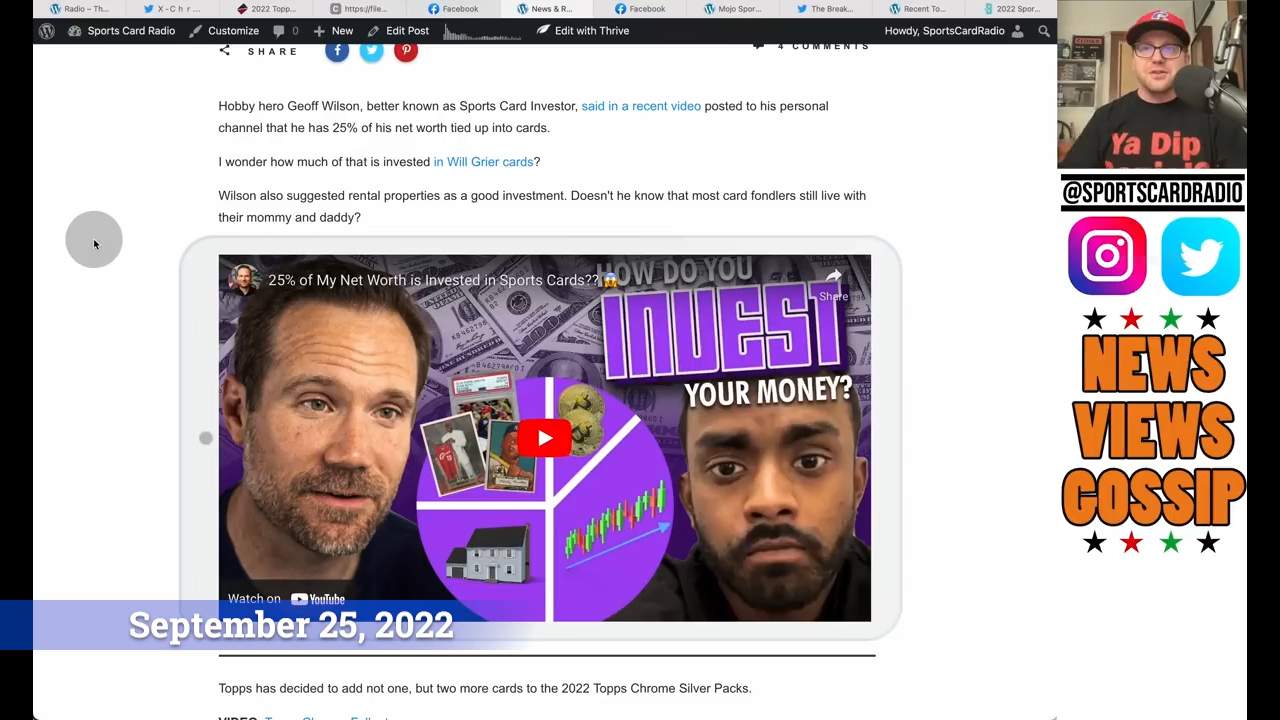 Radio – Th...
X - C h r ...
2022 Topp...
https://file...
Facebook
News & R...
Facebook
Mojo Spor...
The Break...
Recent To...
2022 Spor...
Sports Card Radio
Customize
0
New
Edit Post
Edit with Thrive
Howdy, SportsCardRadio
SHARE
4 COMMENTS
Hobby hero Geoff Wilson, better known as Sports Card Investor, said in a recent video posted to his personal
channel that he has 25% of his net worth tied up into cards.
I wonder how much of that is invested in Will Grier cards?
Wilson also suggested rental properties as a good investment. Doesn't he know that most card fondlers still live with
their mommy and daddy?
25% of My Net Worth is Invested in Sports Cards?? 😱
Share
HOW DO YOU
INVEST
YOUR MONEY?
Watch on YouTube
September 25, 2022
Topps has decided to add not one, but two more cards to the 2022 Topps Chrome Silver Packs.
Ya Dip
@SPORTSCARDRADIO
NEWS
VIEWS
GOSSIP